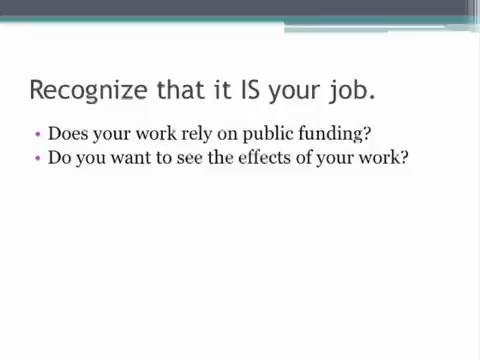 Recognize that it IS your job.
• Does your work rely on public funding?
• Do you want to see the effects of your work?